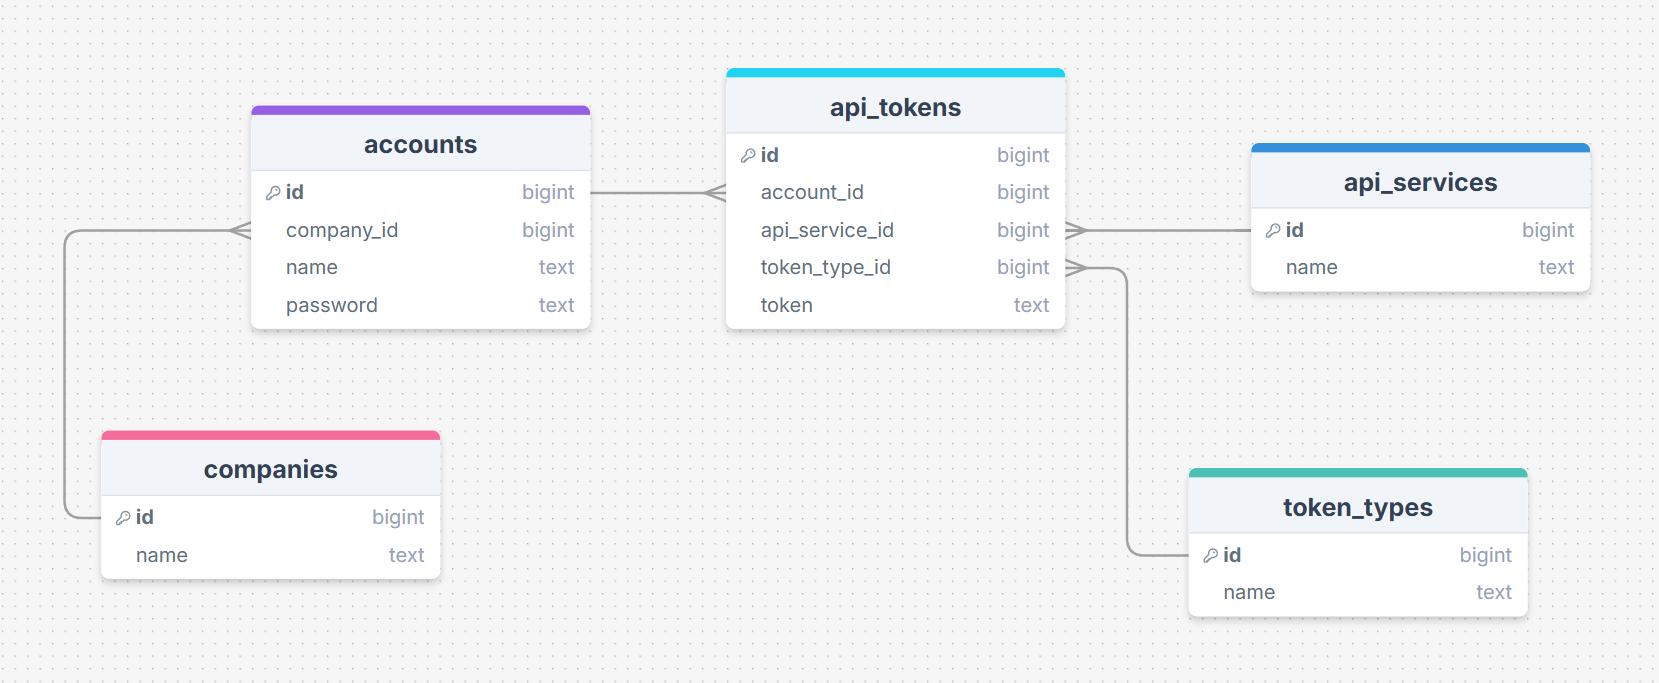 accounts
id bigint
company_id bigint
name text
password text
api_tokens
id bigint
account_id bigint
api_service_id bigint
token_type_id bigint
token text
api_services
id bigint
name text
companies
id bigint
name text
token_types
id bigint
name text